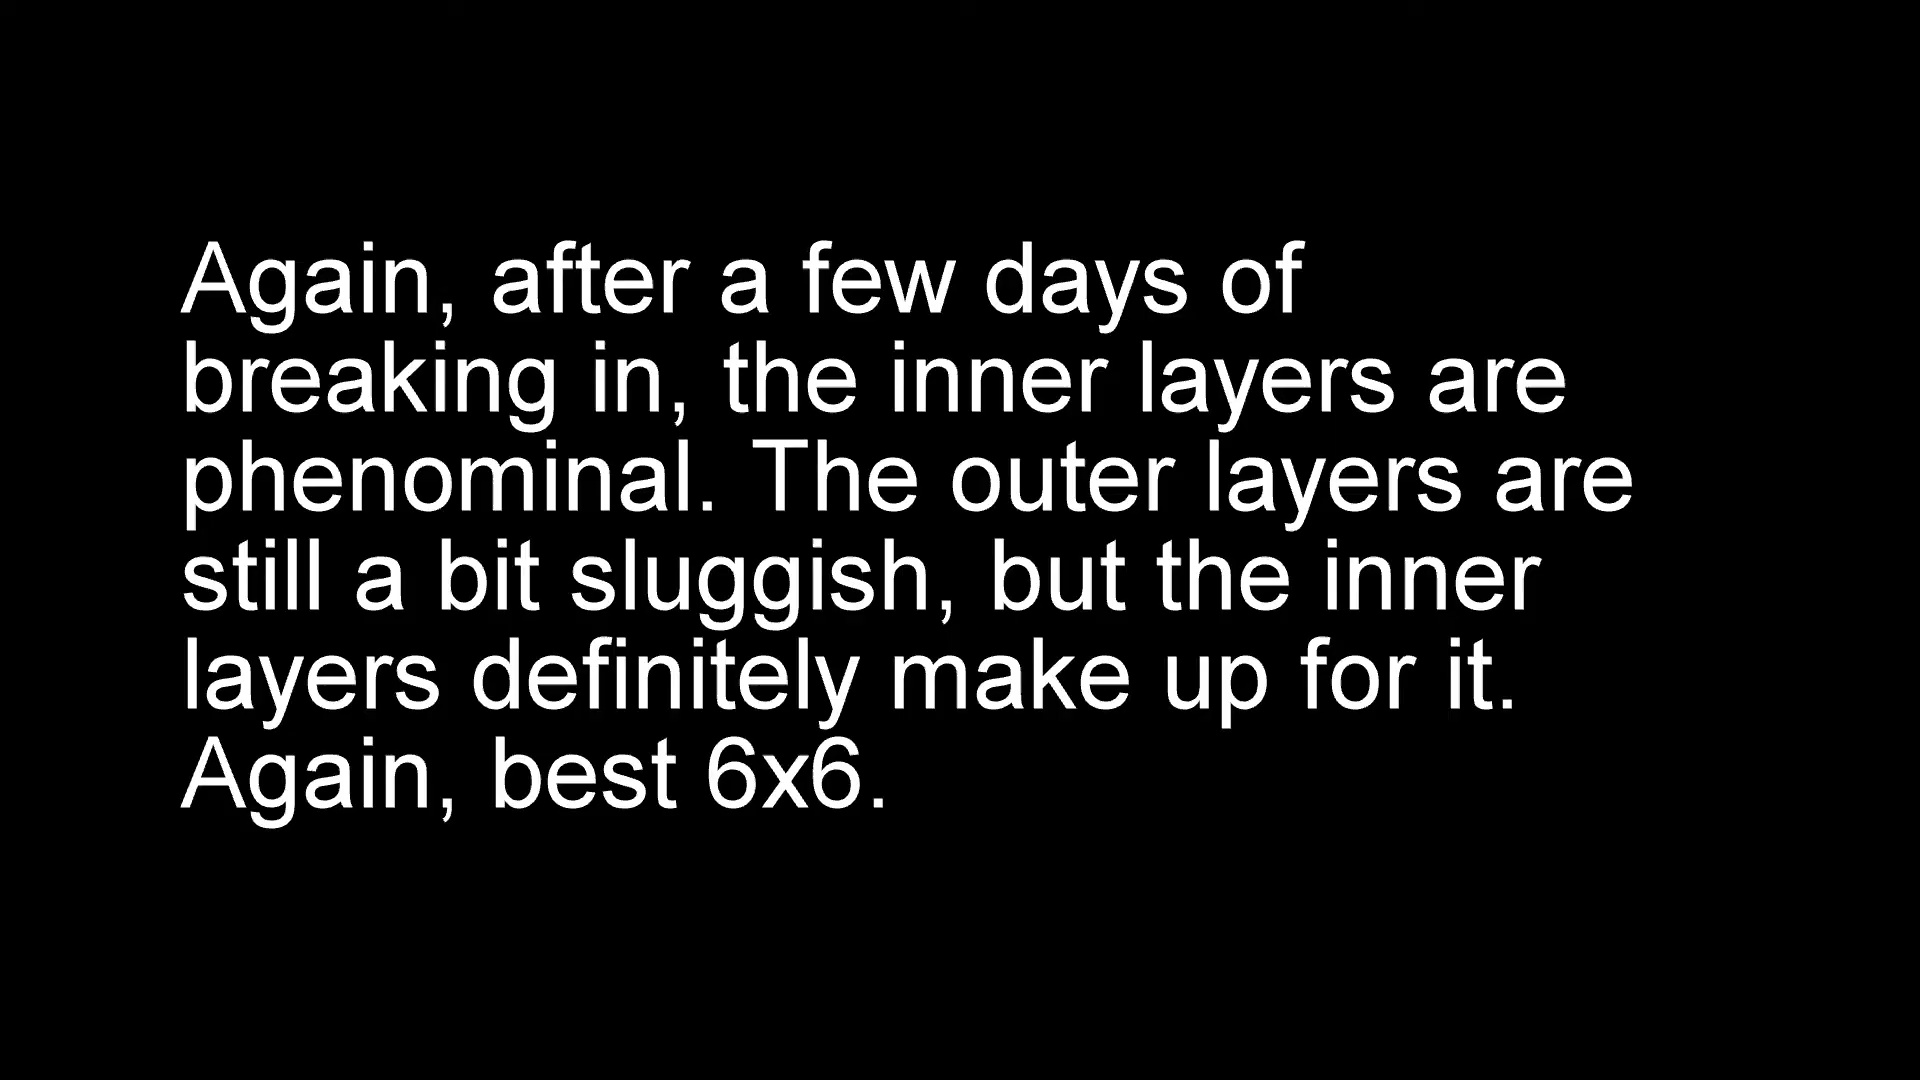 Again, after a few days of
breaking in, the inner layers are
phenominal. The outer layers are
still a bit sluggish, but the inner
layers definitely make up for it.
Again, best 6x6.